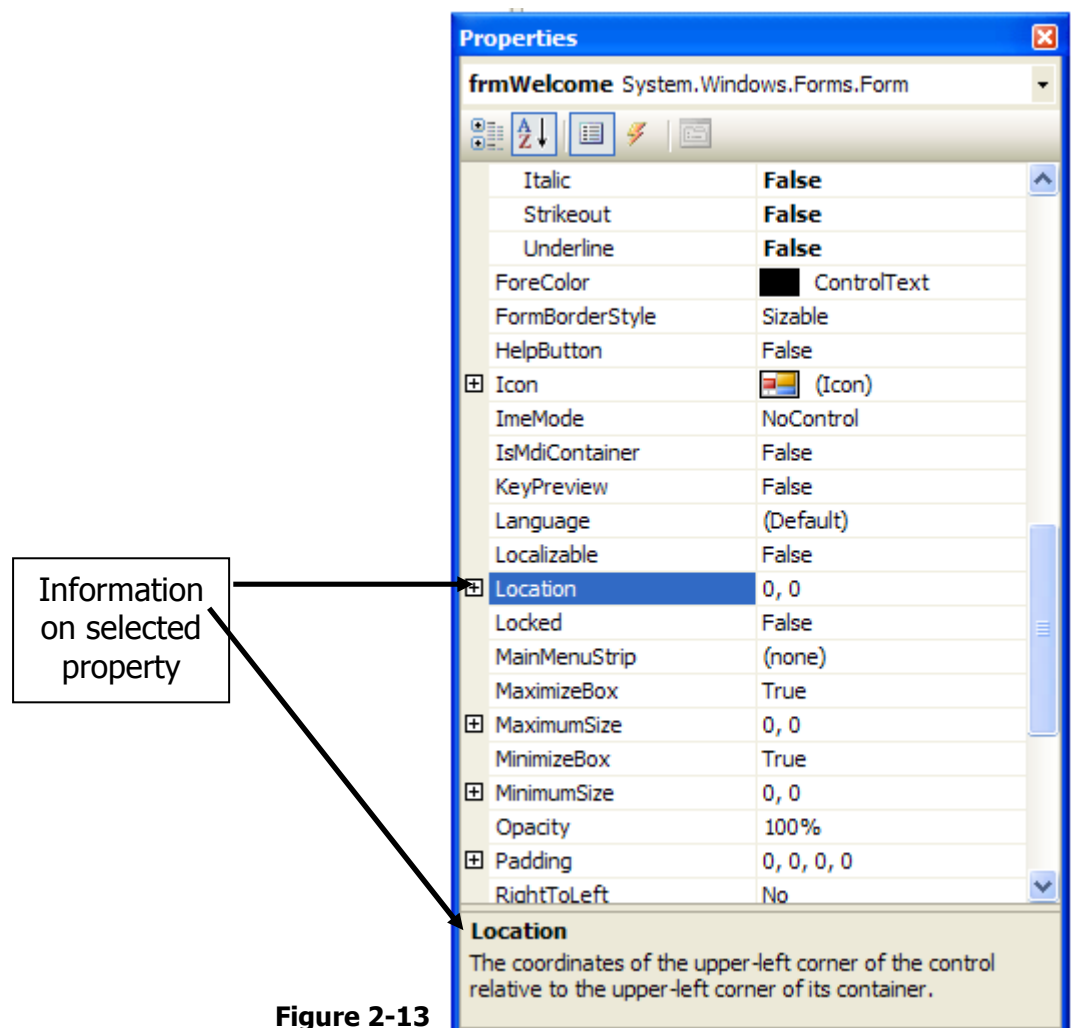 Properties
frmWelcome System.Windows.Forms.Form
Italic False
Strikeout False
Underline False
ForeColor ControlText
FormBorderStyle Sizable
HelpButton False
Icon (Icon)
ImeMode NoControl
IsMdiContainer False
KeyPreview False
Language (Default)
Localizable False
Location 0, 0
Locked False
MainMenuStrip (none)
MaximizeBox True
MaximumSize 0, 0
MinimizeBox True
MinimumSize 0, 0
Opacity 100%
Padding 0, 0, 0, 0
RightToLeft No
Information
on selected
property
Location
The coordinates of the upper-left corner of the control
relative to the upper-left corner of its container.
Figure 2-13